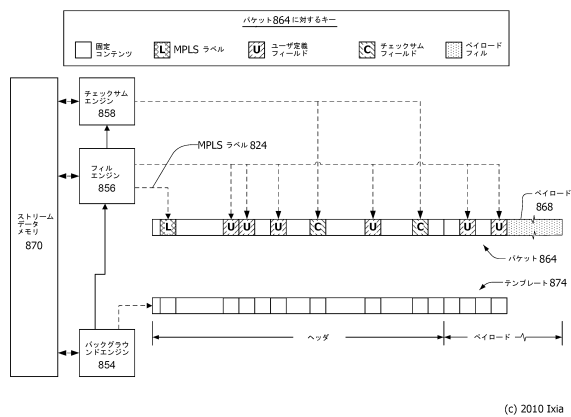 パケット864 に対するキー
固定
コンテンツ
L
MPLS ラベル
U
ユーザ定義
フィールド
C
チェックサム
フィールド
ペイロード
フィル
チェックサム
エンジン
858
MPLS ラベル 824
フィル
エンジン
856
ペイロード
868
ストリーム
データ
メモリ
870
L U U U C U C U U
パケット 864
テンプレート 874
バックグラウ
ンドエンジン
854
ヘッダ
ペイロード
(c) 2010 Ixia